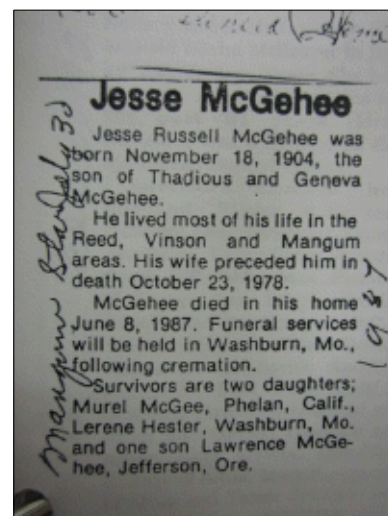 Jesse McGehee
Jesse Russell McGehee was
born November 18, 1904, the
son of Thadious and Geneva
McGehee.
He lived most of his life in the
Reed, Vinson and Mangum
areas. His wife preceded him in
death October 23, 1978.
McGehee died in his home
June 8, 1987. Funeral services
will be held in Washburn, Mo.,
following cremation.
Survivors are two daughters;
Murel McGee, Phelan, Calif.,
Lerene Hester, Washburn, Mo.
and one son Lawrence McGe-
hee, Jefferson, Ore.
Mangum Star July 30
1987